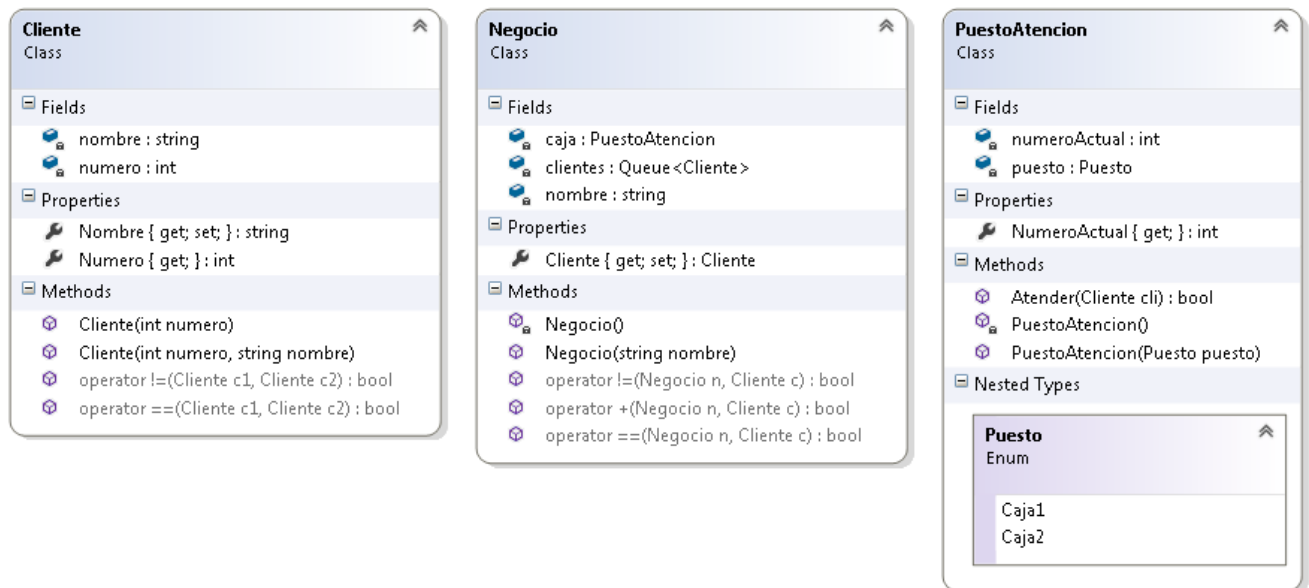 Cliente
Class
Fields
nombre : string
numero : int
Properties
Nombre { get; set; } : string
Numero { get; } : int
Methods
Cliente(int numero)
Cliente(int numero, string nombre)
operator !=(Cliente c1, Cliente c2) : bool
operator ==(Cliente c1, Cliente c2) : bool
Negocio
Class
Fields
caja : PuestoAtencion
clientes : Queue<Cliente>
nombre : string
Properties
Cliente { get; set; } : Cliente
Methods
Negocio()
Negocio(string nombre)
operator !=(Negocio n, Cliente c) : bool
operator +(Negocio n, Cliente c) : bool
operator ==(Negocio n, Cliente c) : bool
PuestoAtencion
Class
Fields
numeroActual : int
puesto : Puesto
Properties
NumeroActual { get; } : int
Methods
Atender(Cliente cli) : bool
PuestoAtencion()
PuestoAtencion(Puesto puesto)
Nested Types
Puesto
Enum
Caja1
Caja2